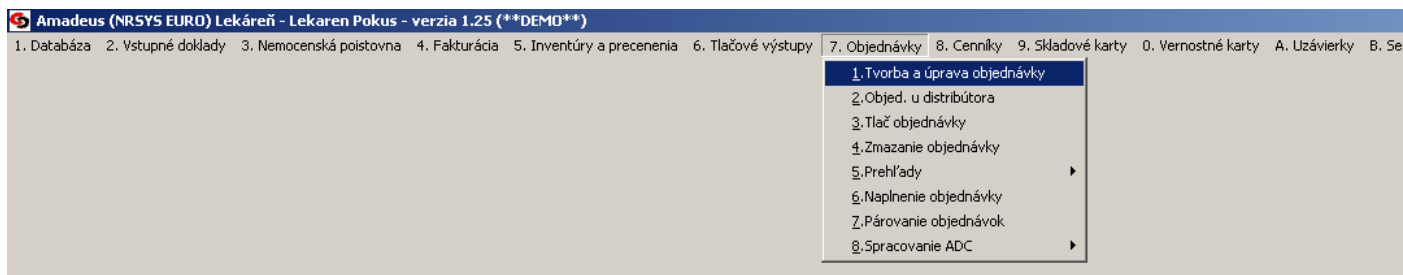 Amadeus (NRSYS EURO) Lekáreň - Lekaren Pokus - verzia 1.25 (**DEMO**)
1. Databáza 2. Vstupné doklady 3. Nemocenská poistovna 4. Fakturácia 5. Inventúry a precenenia 6. Tlačové výstupy 7. Objednávky 8. Cenníky 9. Skladové karty 0. Vernostné karty A. Uzávierky B. Se
1.Tvorba a úprava objednávky
2.Objed. u distribútora
3.Tlač objednávky
4.Zmazanie objednávky
5.Prehľady
6.Naplnenie objednávky
7.Párovanie objednávok
8.Spracovanie ADC